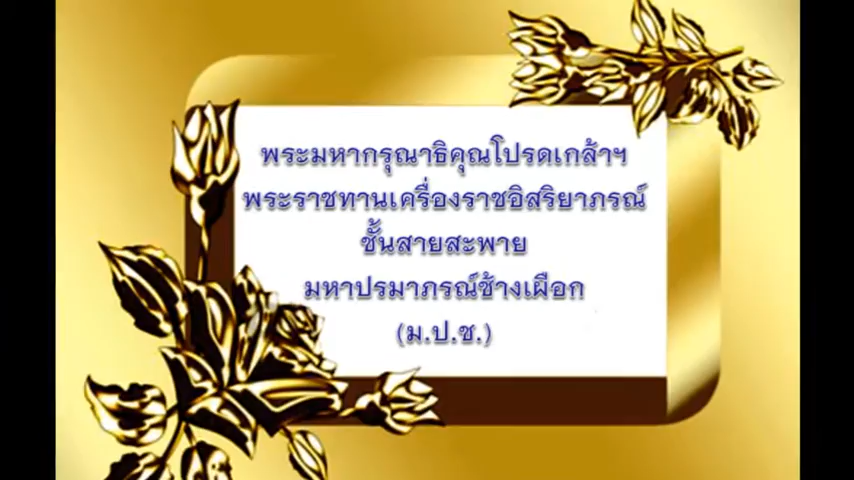 พระมหากรุณาธิคุณโปรดเกล้าฯ
พระราชทานเครื่องราชอิสริยาภรณ์
ชั้นสายสะพาย
มหาปรมาภรณ์ช้างเผือก
(ม.ป.ช.)